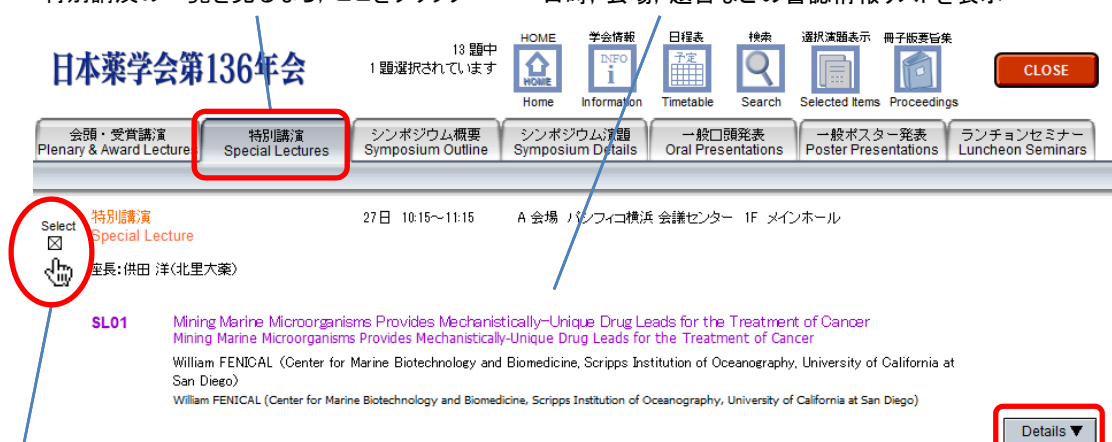 13 題中
1 題選択されています
日本薬学会第136年会
HOME 学会情報 日程表 検索 選択演題表示 冊子版要旨集
HOME INFO i 予定
Home Information Timetable Search Selected Items Proceedings
CLOSE
会頭・受賞講演 特別講演 シンポジウム概要 シンポジウム演題 一般口頭発表 一般ポスター発表 ランチョンセミナー
Plenary & Award Lectures Special Lectures Symposium Outline Symposium Details Oral Presentations Poster Presentations Luncheon Seminars
Select 特別講演 27日 10:15～11:15 A 会場 パシフィコ横浜 会議センター 1F メインホール
Special Lecture
座長:供田 洋(北里大薬)
SL01 Mining Marine Microorganisms Provides Mechanistically-Unique Drug Leads for the Treatment of Cancer
Mining Marine Microorganisms Provides Mechanistically-Unique Drug Leads for the Treatment of Cancer
William FENICAL (Center for Marine Biotechnology and Biomedicine, Scripps Institution of Oceanography, University of California at
San Diego)
William FENICAL (Center for Marine Biotechnology and Biomedicine, Scripps Institution of Oceanography, University of California at San Diego)
Details ▼